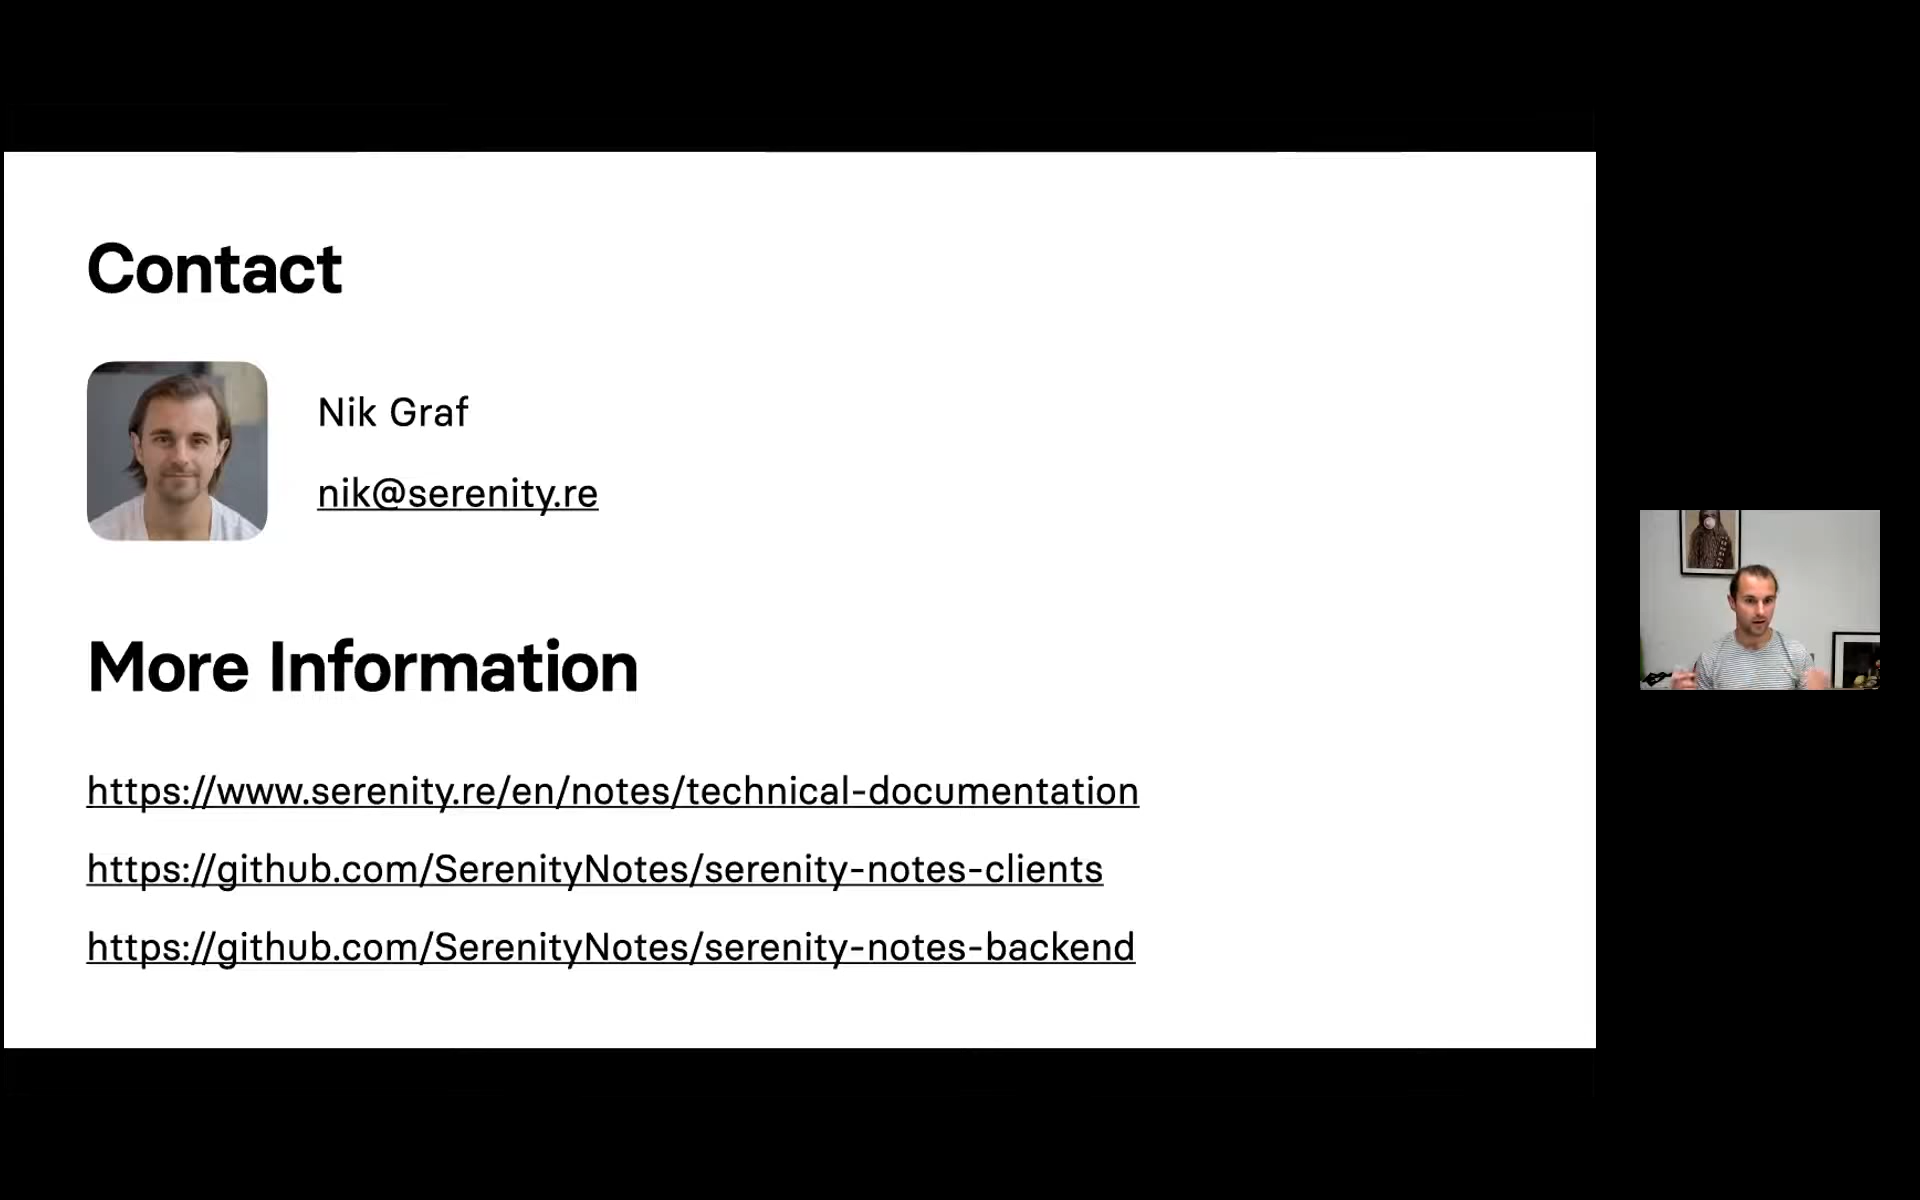 Contact
Nik Graf
nik@serenity.re
More Information
https://www.serenity.re/en/notes/technical-documentation
https://github.com/SerenityNotes/serenity-notes-clients
https://github.com/SerenityNotes/serenity-notes-backend